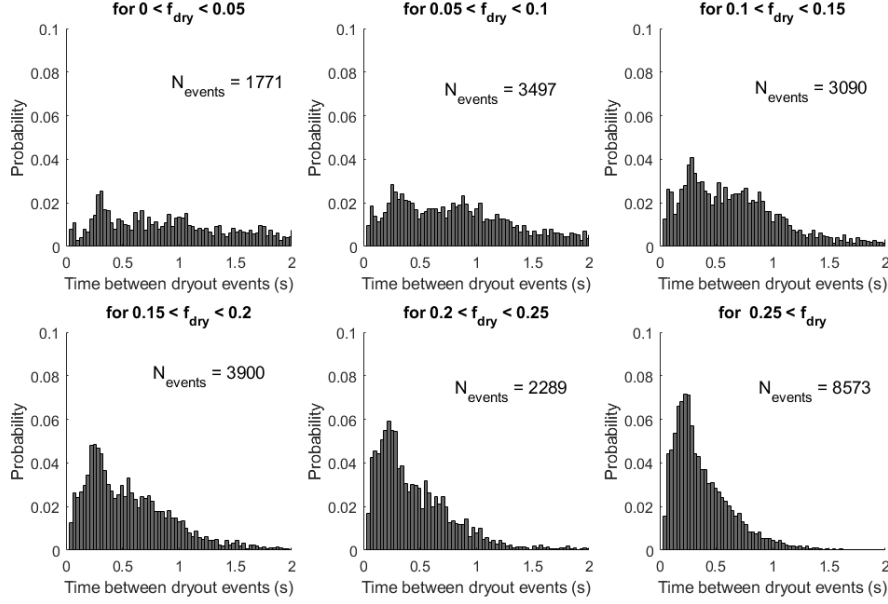 for 0 < f_dry < 0.05
0.1
0.08
0.06
0.04
0.02
0
Probability
N_events = 1771
0 0.5 1 1.5 2
Time between dryout events (s)
for 0.05 < f_dry < 0.1
0.1
0.08
0.06
0.04
0.02
0
Probability
N_events = 3497
0 0.5 1 1.5 2
Time between dryout events (s)
for 0.1 < f_dry < 0.15
0.1
0.08
0.06
0.04
0.02
0
Probability
N_events = 3090
0 0.5 1 1.5 2
Time between dryout events (s)
for 0.15 < f_dry < 0.2
0.1
0.08
0.06
0.04
0.02
0
Probability
N_events = 3900
0 0.5 1 1.5 2
Time between dryout events (s)
for 0.2 < f_dry < 0.25
0.1
0.08
0.06
0.04
0.02
0
Probability
N_events = 2289
0 0.5 1 1.5 2
Time between dryout events (s)
for 0.25 < f_dry
0.1
0.08
0.06
0.04
0.02
0
Probability
N_events = 8573
0 0.5 1 1.5 2
Time between dryout events (s)